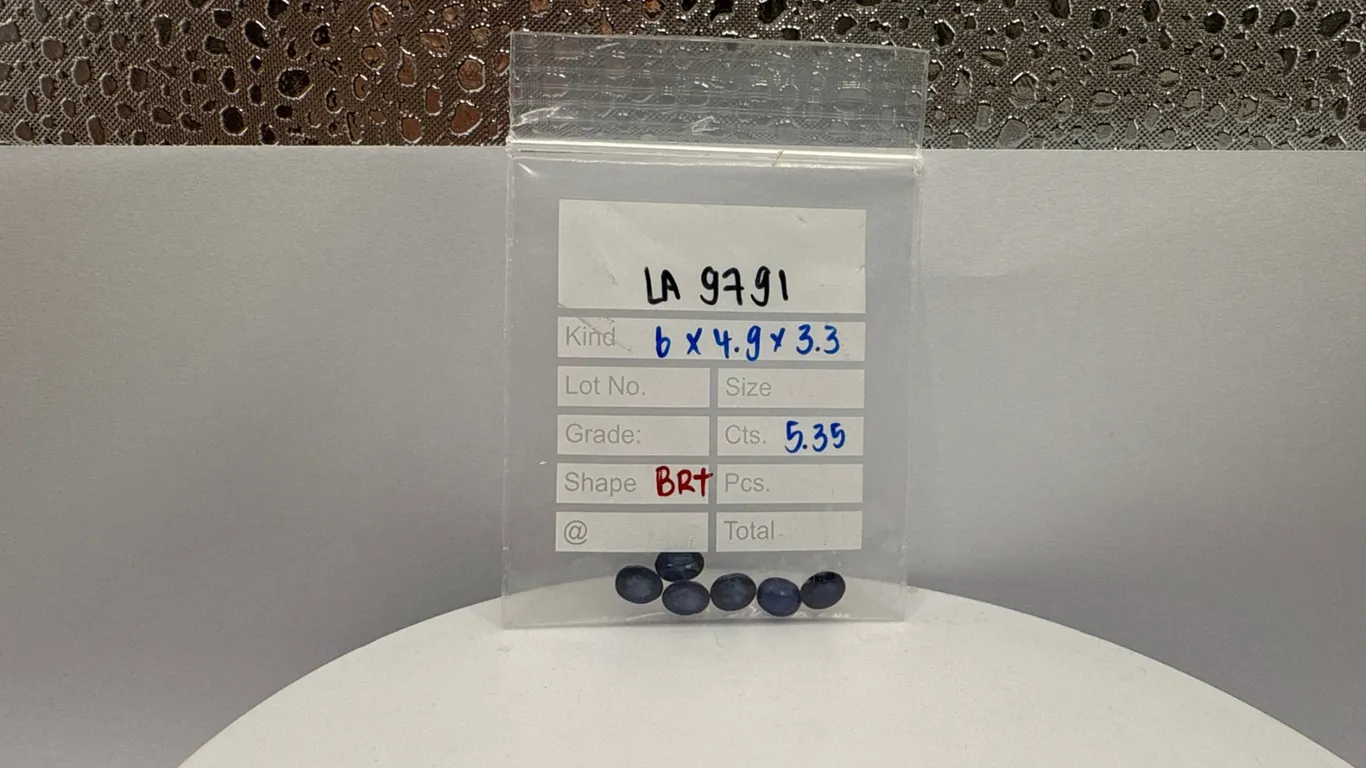 LA 9791
Kind 6 x 4.9 x 3.3
Lot No. Size
Grade: Cts. 5.35
Shape BRT Pcs.
@ Total